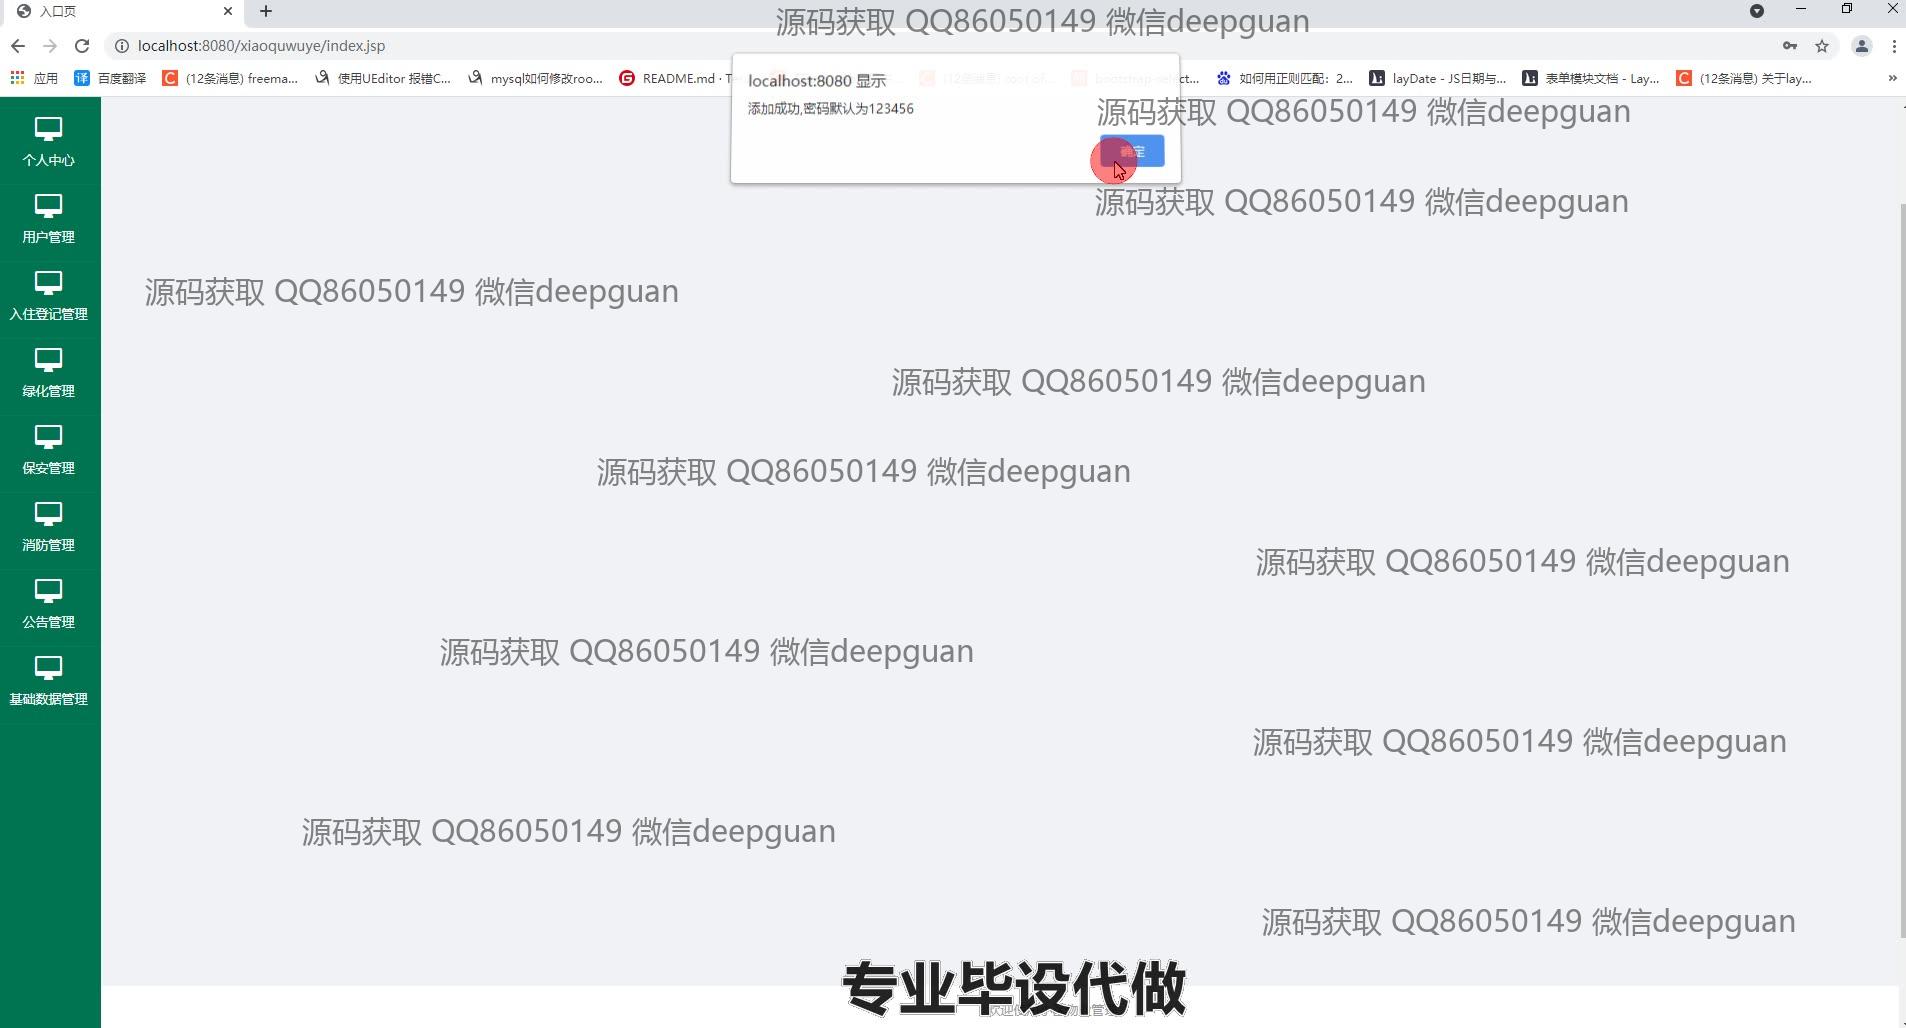 入口页
源码获取 QQ86050149 微信deepguan
localhost:8080/xiaoquwuye/index.jsp
应用 百度翻译 (12条消息) freema... 使用UEditor 报错C... mysql如何修改roo... README.md · Te 如何用正则匹配：2... layDate - JS日期与... 表单模块文档 - Lay... (12条消息) 关于lay... »
localhost:8080 显示
添加成功,密码默认为123456
源码获取 QQ86050149 微信deepguan
确定
个人中心
源码获取 QQ86050149 微信deepguan
用户管理
源码获取 QQ86050149 微信deepguan
入住登记管理
源码获取 QQ86050149 微信deepguan
绿化管理
源码获取 QQ86050149 微信deepguan
保安管理
源码获取 QQ86050149 微信deepguan
消防管理
公告管理
源码获取 QQ86050149 微信deepguan
基础数据管理
源码获取 QQ86050149 微信deepguan
源码获取 QQ86050149 微信deepguan
源码获取 QQ86050149 微信deepguan
专业毕设代做